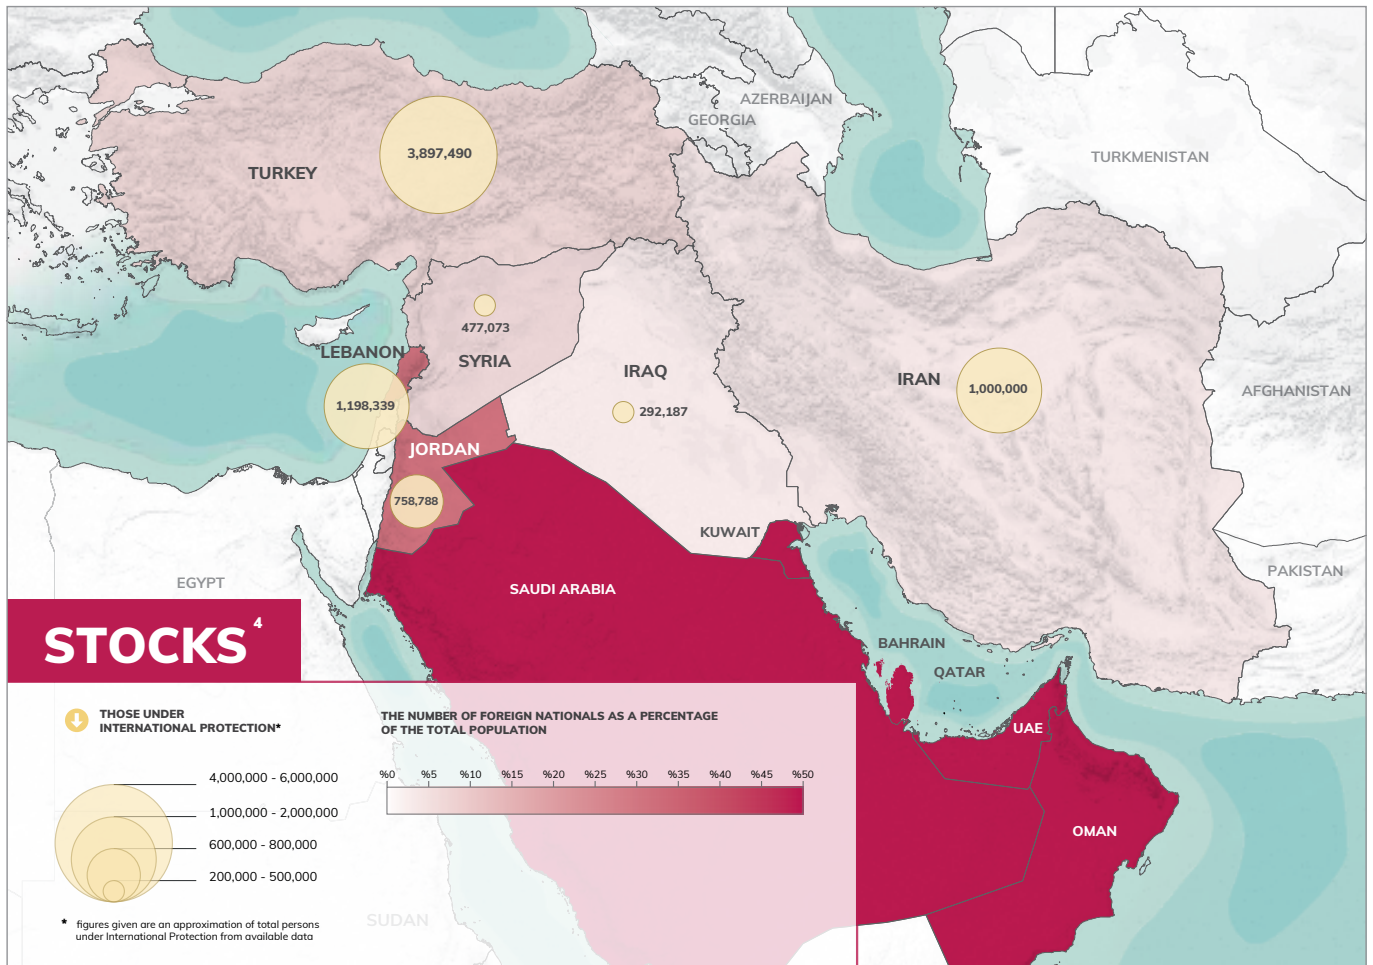 AZERBAIJAN
GEORGIA
TURKMENISTAN
3,897,490
TURKEY
477,073
LEBANON
SYRIA
IRAQ
IRAN
1,000,000
AFGHANISTAN
1,198,339
292,187
JORDAN
758,788
KUWAIT
PAKISTAN
EGYPT
SAUDI ARABIA
BAHRAIN
QATAR
UAE
OMAN
SUDAN
STOCKS 4
THOSE UNDER
INTERNATIONAL PROTECTION*
4,000,000 - 6,000,000
1,000,000 - 2,000,000
600,000 - 800,000
200,000 - 500,000
* figures given are an approximation of total persons
under International Protection from available data
THE NUMBER OF FOREIGN NATIONALS AS A PERCENTAGE
OF THE TOTAL POPULATION
%0 %5 %10 %15 %20 %25 %30 %35 %40 %45 %50